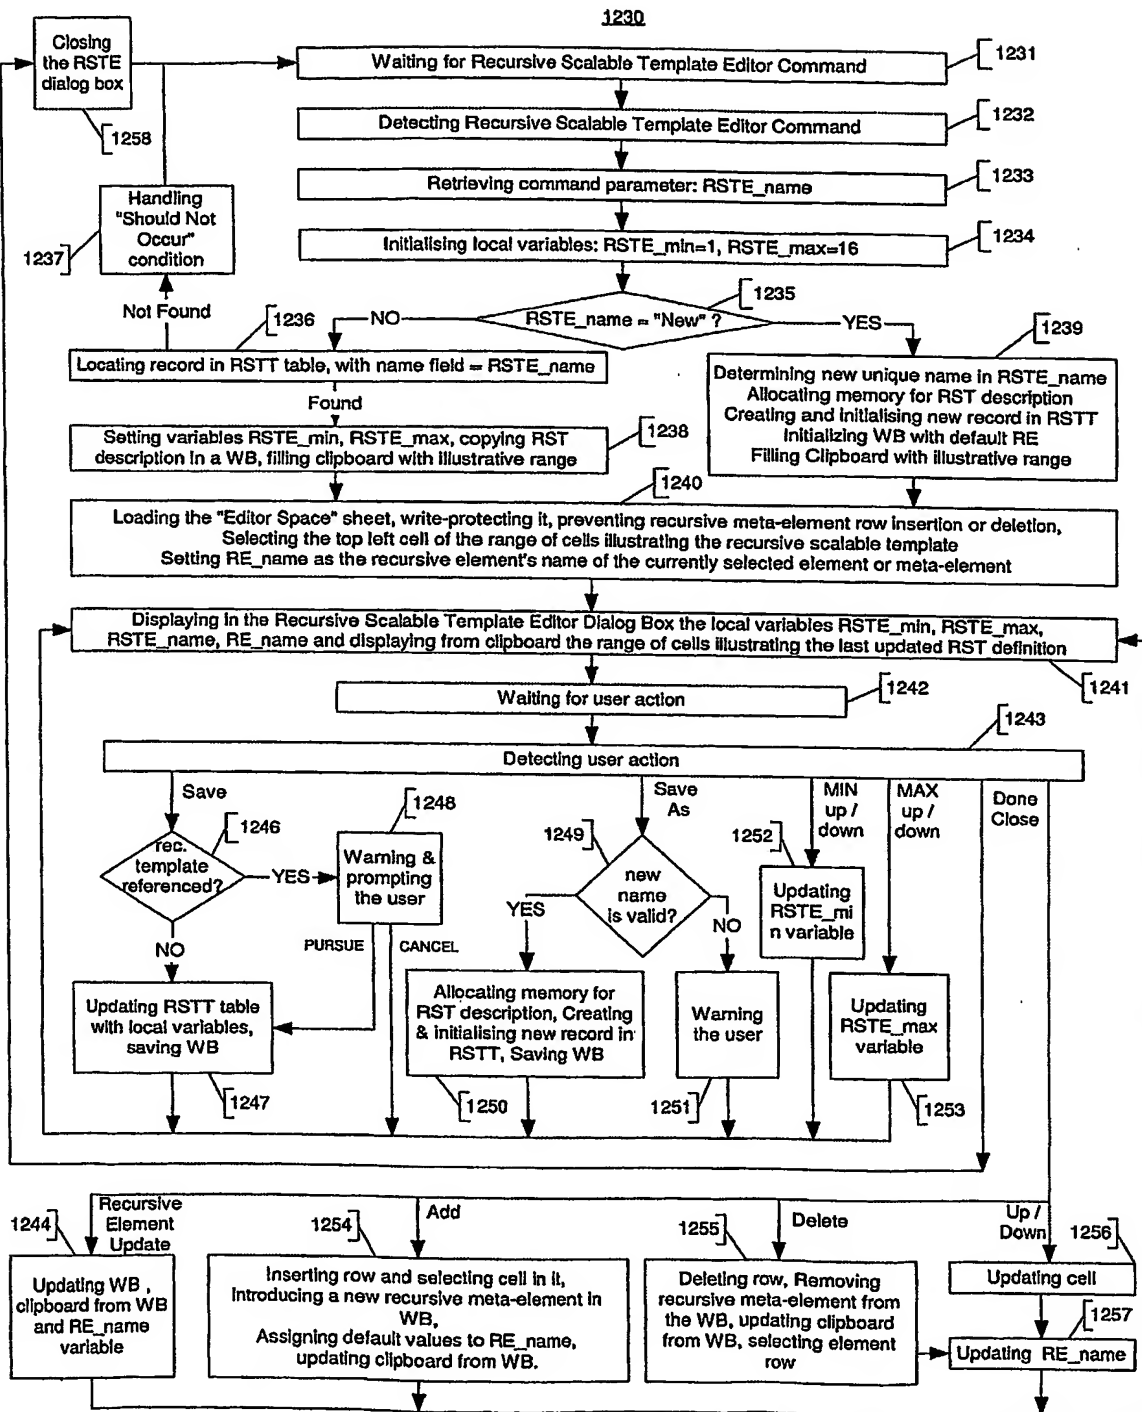 1230
Closing
the RSTE
dialog box
1258
Waiting for Recursive Scalable Template Editor Command
1231
Detecting Recursive Scalable Template Editor Command
1232
Retrieving command parameter: RSTE_name
1233
Initialising local variables: RSTE_min=1, RSTE_max=16
1234
Handling
"Should Not
Occur"
condition
1237
Not Found
1236
NO
RSTE_name = "New" ?
1235
YES
1239
Locating record in RSTT table, with name field = RSTE_name
Found
Determining new unique name in RSTE_name
Allocating memory for RST description
Creating and initialising new record in RSTT
Initializing WB with default RE
Filling Clipboard with illustrative range
Setting variables RSTE_min, RSTE_max, copying RST
description in a WB, filling clipboard with illustrative range
1238
1240
Loading the "Editor Space" sheet, write-protecting it, preventing recursive meta-element row insertion or deletion,
Selecting the top left cell of the range of cells illustrating the recursive scalable template
Setting RE_name as the recursive element's name of the currently selected element or meta-element
Displaying in the Recursive Scalable Template Editor Dialog Box the local variables RSTE_min, RSTE_max,
RSTE_name, RE_name and displaying from clipboard the range of cells illustrating the last updated RST definition
1241
Waiting for user action
1242
1243
Detecting user action
Save
1246
rec.
template
referenced?
YES
NO
1248
Warning &
prompting
the user
PURSUE
CANCEL
Updating RSTT table
with local variables,
saving WB
1247
Save
As
1249
new
name
is valid?
YES
NO
Allocating memory for
RST description, Creating
& initialising new record in
RSTT, Saving WB
1250
Warning
the user
1251
MIN
up /
down
1252
Updating
RSTE_mi
n variable
MAX
up /
down
Updating
RSTE_max
variable
1253
Done
Close
1244
Recursive
Element
Update
Updating WB ,
clipboard from WB
and RE_name
variable
1254
Add
Inserting row and selecting cell in it,
Introducing a new recursive meta-element in
WB,
Assigning default values to RE_name,
updating clipboard from WB.
1255
Delete
Deleting row, Removing
recursive meta-element from
the WB, updating clipboard
from WB, selecting element
row
Up /
Down
1256
Updating cell
1257
Updating RE_name